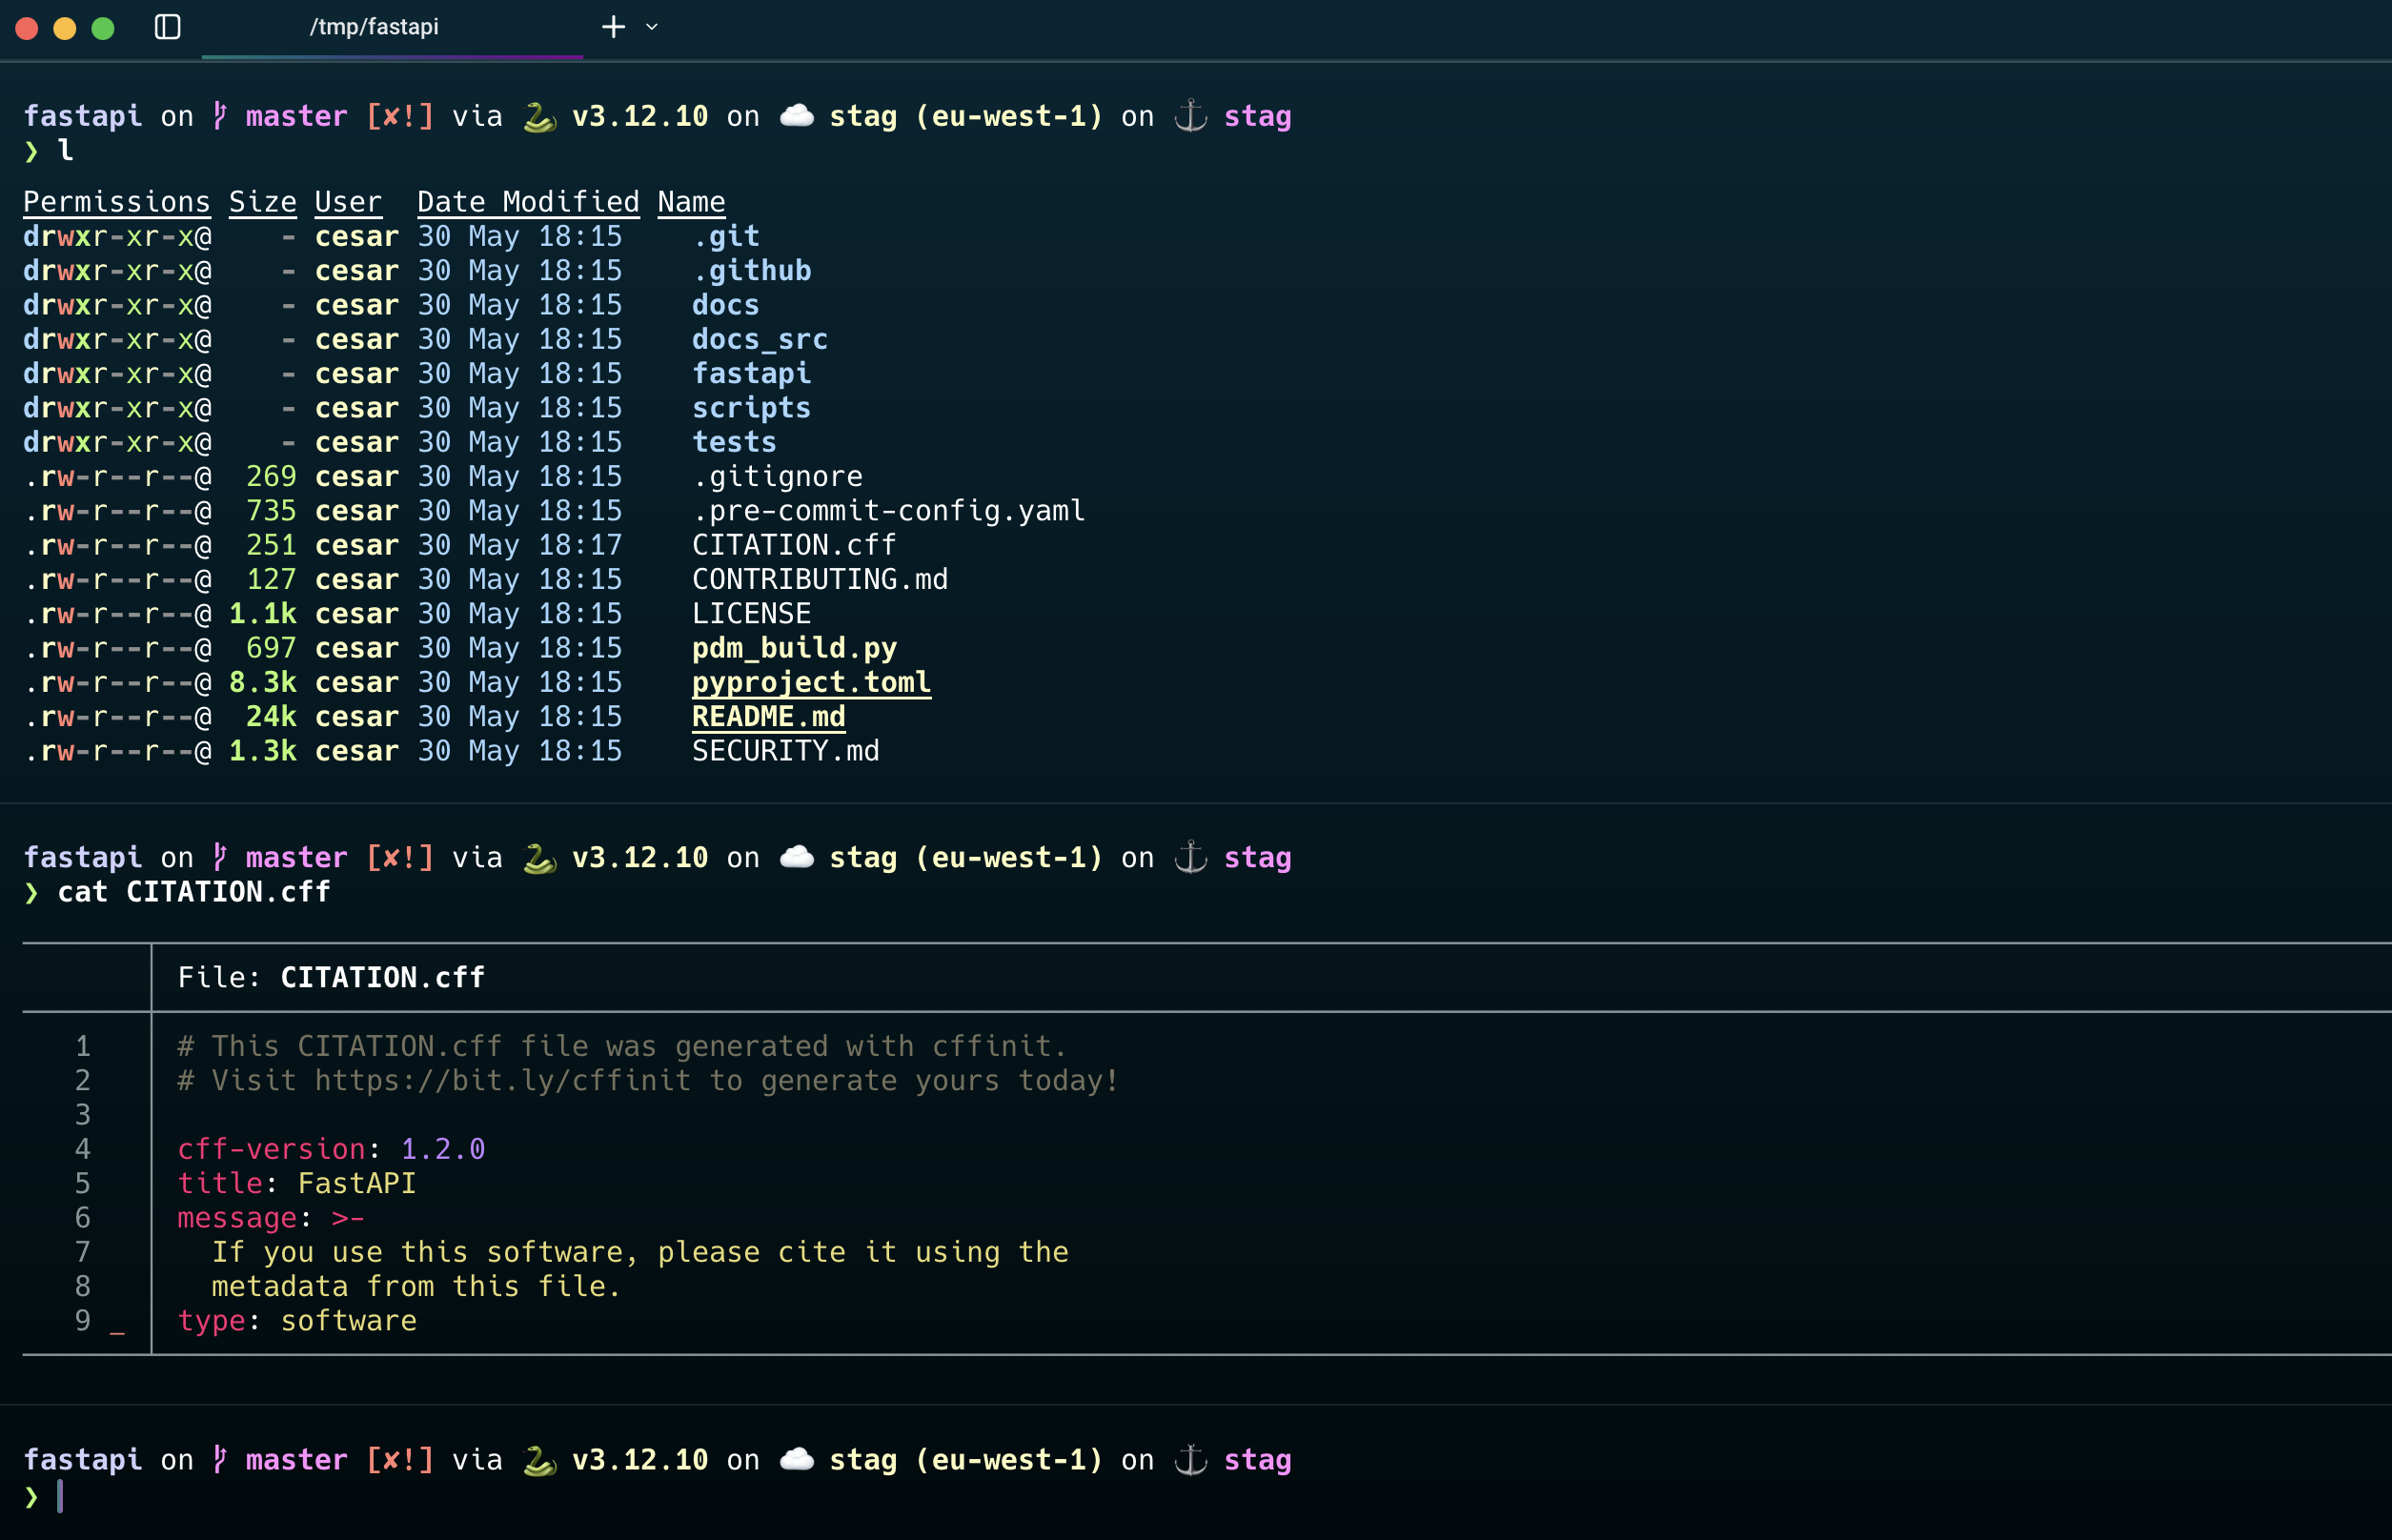 /tmp/fastapi
fastapi on master [✘!] via 🐍 v3.12.10 on ☁️ stag (eu-west-1) on ⚓ stag
❯ l
Permissions Size User Date Modified Name
drwxr-xr-x@ - cesar 30 May 18:15 .git
drwxr-xr-x@ - cesar 30 May 18:15 .github
drwxr-xr-x@ - cesar 30 May 18:15 docs
drwxr-xr-x@ - cesar 30 May 18:15 docs_src
drwxr-xr-x@ - cesar 30 May 18:15 fastapi
drwxr-xr-x@ - cesar 30 May 18:15 scripts
drwxr-xr-x@ - cesar 30 May 18:15 tests
.rw-r--r--@ 269 cesar 30 May 18:15 .gitignore
.rw-r--r--@ 735 cesar 30 May 18:15 .pre-commit-config.yaml
.rw-r--r--@ 251 cesar 30 May 18:17 CITATION.cff
.rw-r--r--@ 127 cesar 30 May 18:15 CONTRIBUTING.md
.rw-r--r--@ 1.1k cesar 30 May 18:15 LICENSE
.rw-r--r--@ 697 cesar 30 May 18:15 pdm_build.py
.rw-r--r--@ 8.3k cesar 30 May 18:15 pyproject.toml
.rw-r--r--@ 24k cesar 30 May 18:15 README.md
.rw-r--r--@ 1.3k cesar 30 May 18:15 SECURITY.md
fastapi on master [✘!] via 🐍 v3.12.10 on ☁️ stag (eu-west-1) on ⚓ stag
❯ cat CITATION.cff
File: CITATION.cff
1 # This CITATION.cff file was generated with cffinit.
2 # Visit https://bit.ly/cffinit to generate yours today!
3
4 cff-version: 1.2.0
5 title: FastAPI
6 message: >-
7 If you use this software, please cite it using the
8 metadata from this file.
9 _ type: software
fastapi on master [✘!] via 🐍 v3.12.10 on ☁️ stag (eu-west-1) on ⚓ stag
❯